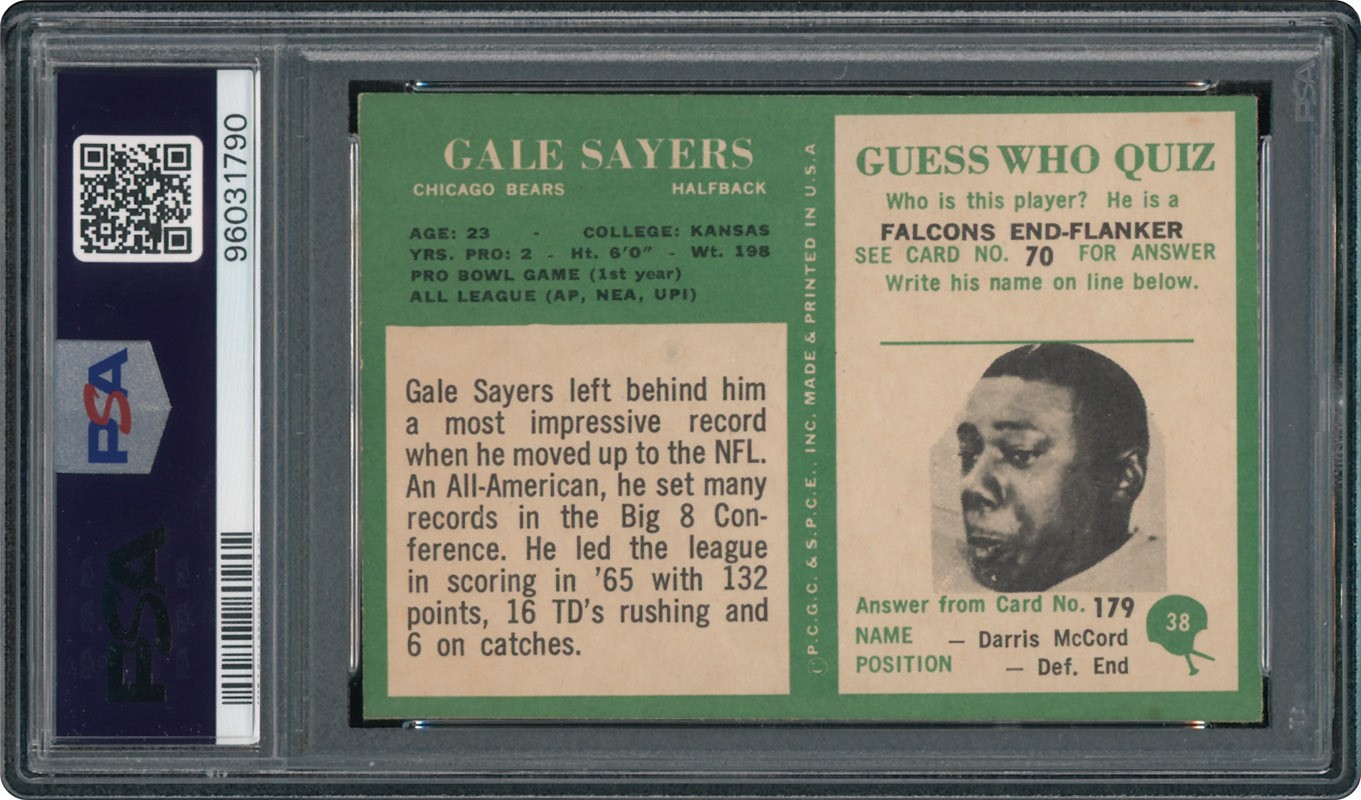 96031790
PSA
PSA
PSA
GALE SAYERS
CHICAGO BEARS HALFBACK
AGE: 23 - COLLEGE: KANSAS
YRS. PRO: 2 - Ht. 6'0" - Wt. 198
PRO BOWL GAME (1st year)
ALL LEAGUE (AP, NEA, UPI)
Gale Sayers left behind him
a most impressive record
when he moved up to the NFL.
An All-American, he set many
records in the Big 8 Con-
ference. He led the league
in scoring in '65 with 132
points, 16 TD's rushing and
6 on catches.
©P.C.G.C. & S.P.C.E., INC. MADE & PRINTED IN U.S.A
GUESS WHO QUIZ
Who is this player? He is a
FALCONS END-FLANKER
SEE CARD NO. 70 FOR ANSWER
Write his name on line below.
Answer from Card No. 179
NAME — Darris McCord
POSITION — Def. End
38